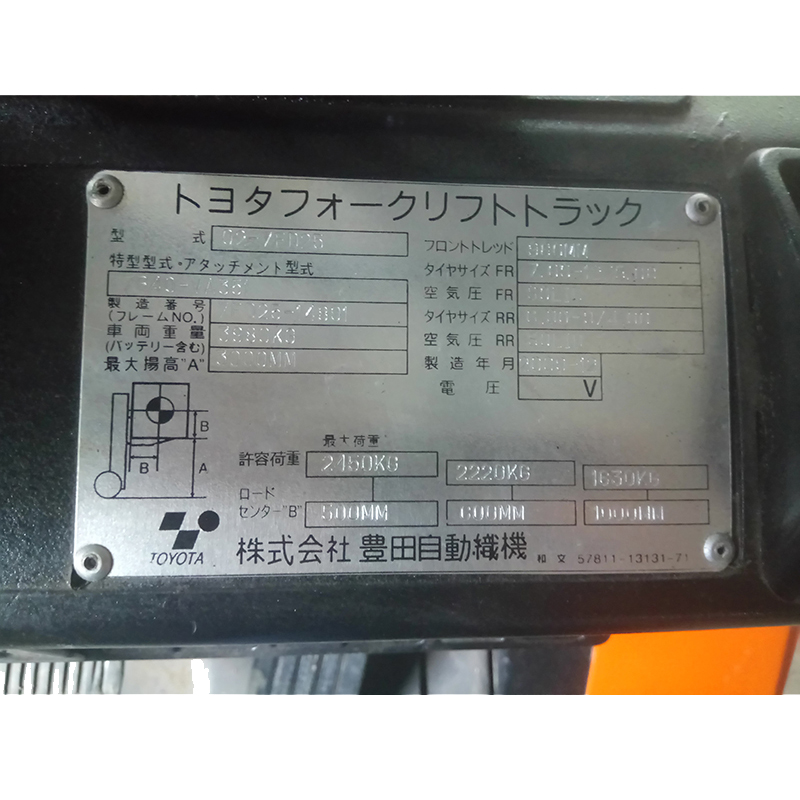 トヨタフォークリフトトラック
型 式
特型型式・アタッチメント型式
製造番号
(フレームNO.)
車両重量 3680KG
(バッテリー含む)
最大揚高"A" 3200MM
フロントトレッド
タイヤサイズ FR
空気圧 FR
タイヤサイズ RR
空気圧 RR
製造年月
電圧 V
B
B A
最大荷重
許容荷重 2450KG 2220KG 1630KG
ロード
センター"B" 500MM 600MM 1000MM
TOYOTA 株式会社 豊田自動織機 和文 57811-13131-71